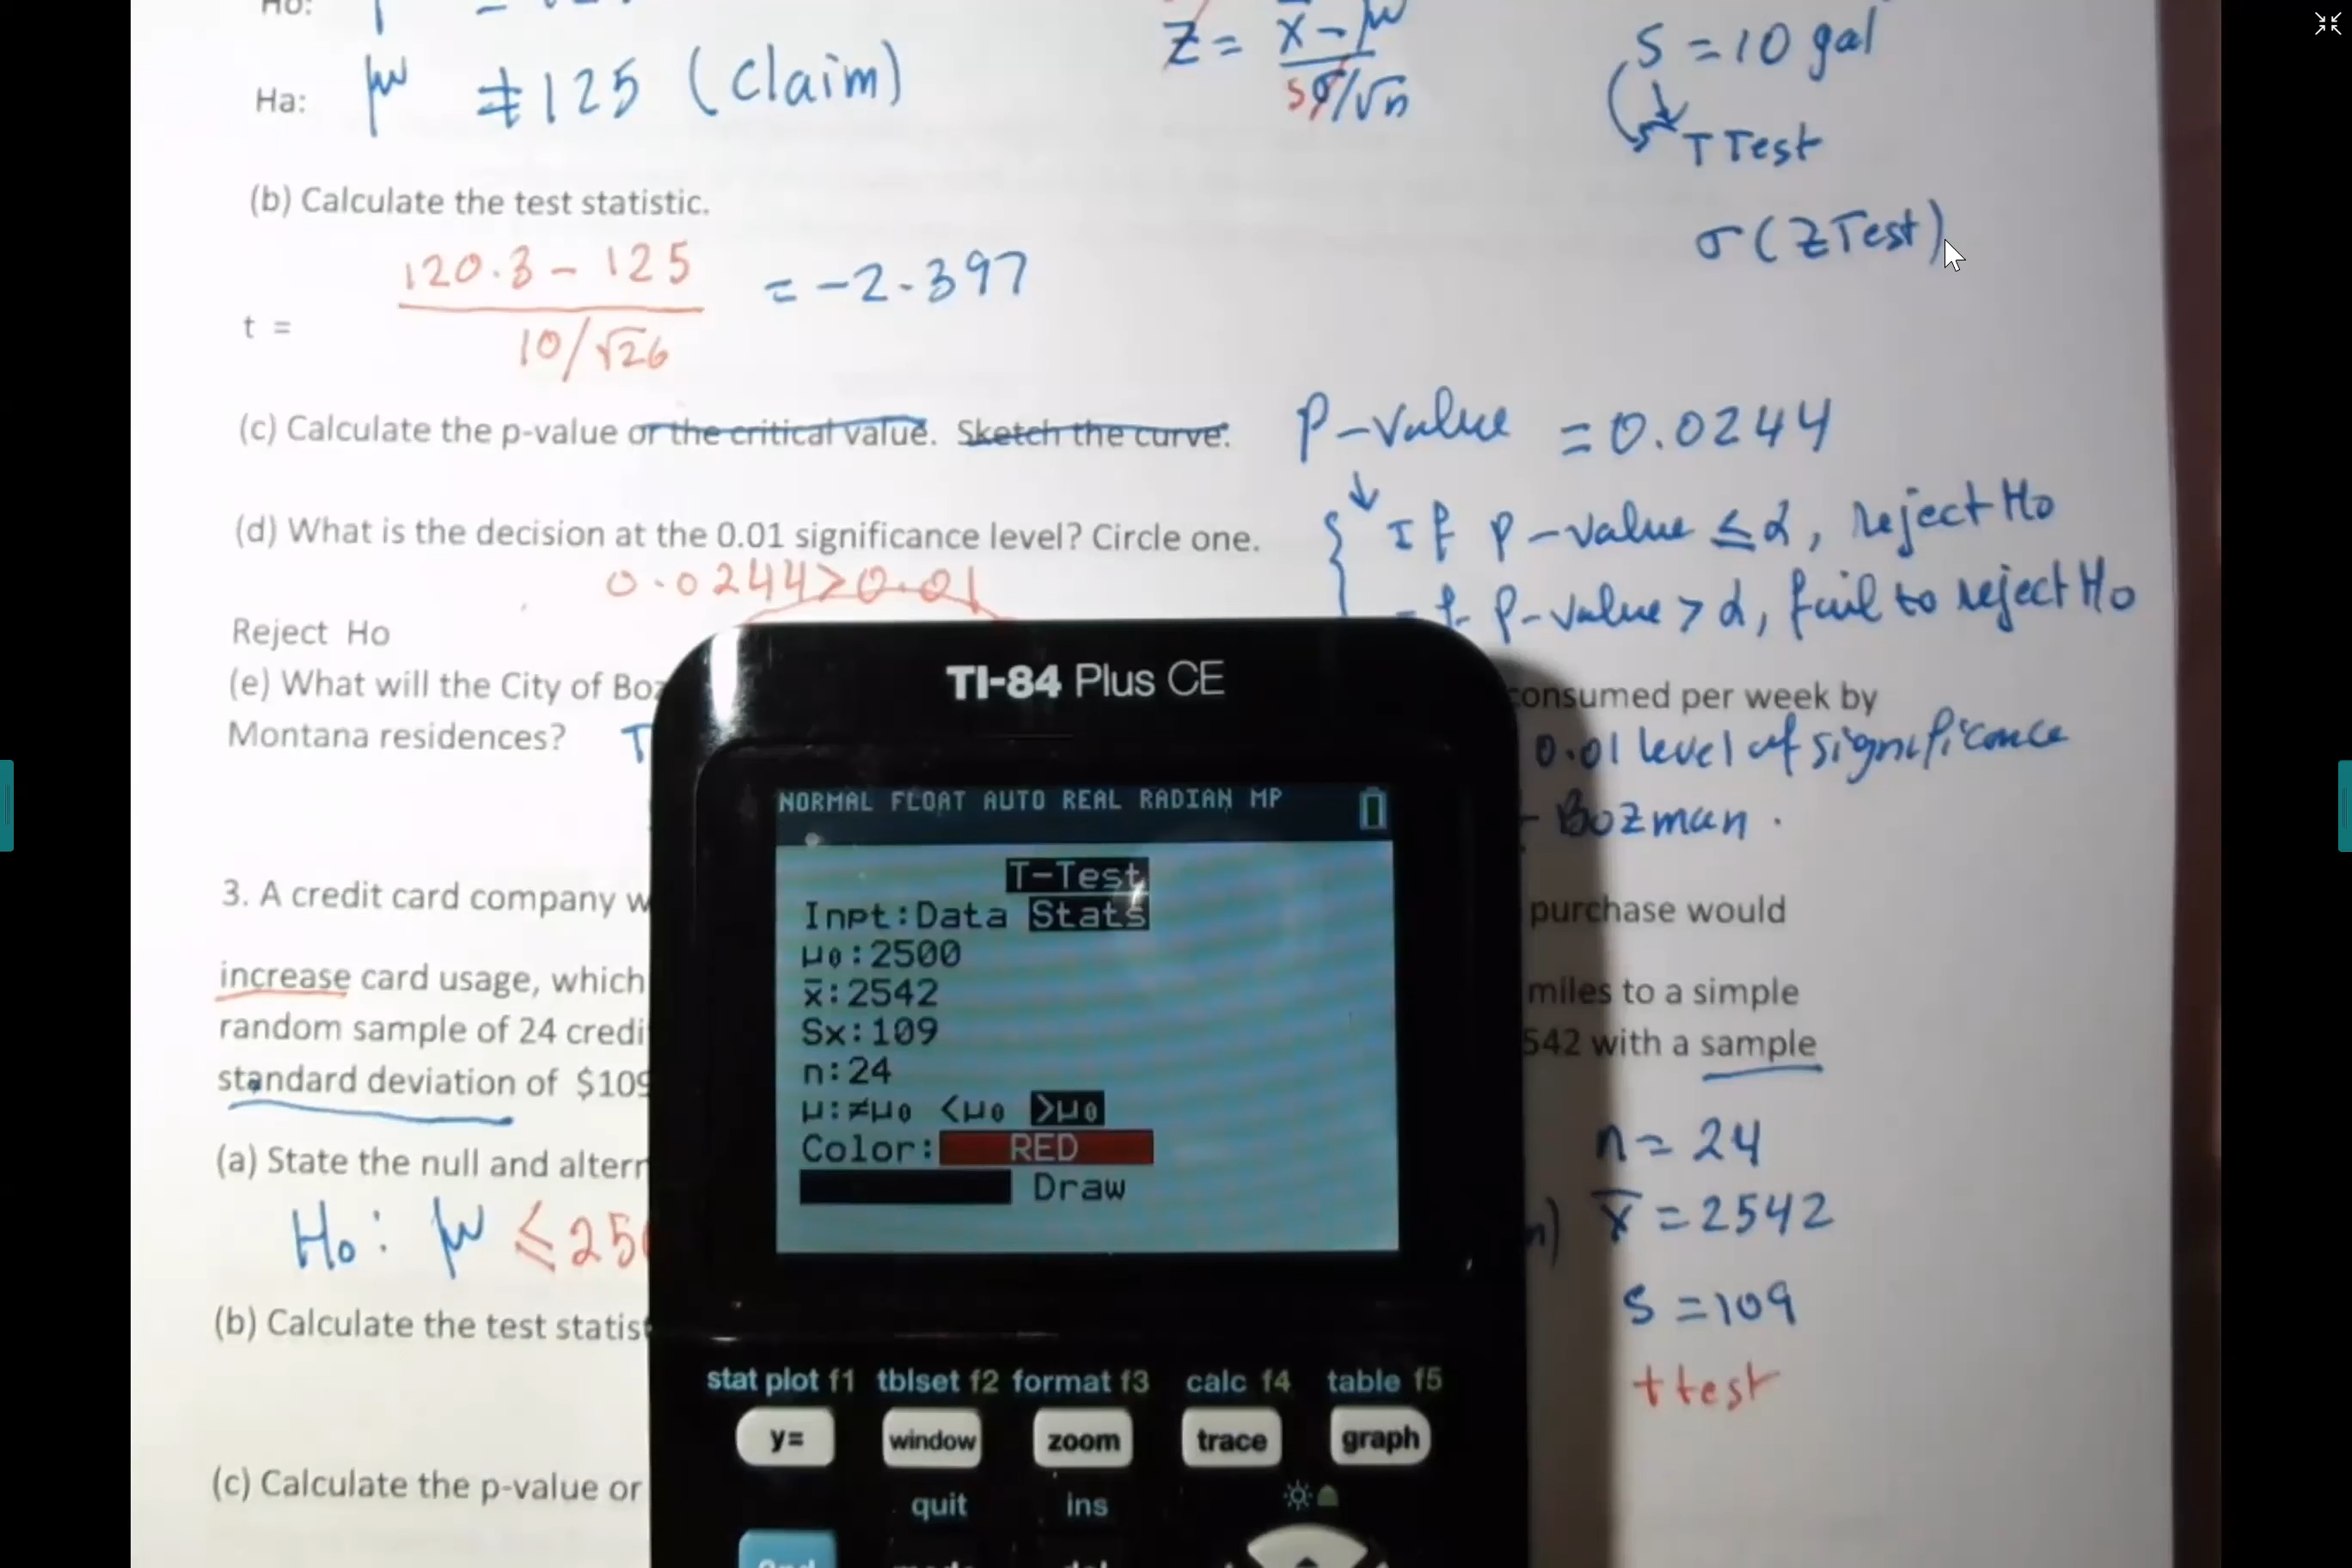 Ho:
Ha: μ ≠ 125 (Claim)
z = x̄ - μ
s σ/√n
S = 10 gal
T Test
σ (Z Test)
(b) Calculate the test statistic.
t = 120.3 - 125 = -2.397
10/√26
(c) Calculate the p-value or the critical value. Sketch the curve.
P-value = 0.0244
(d) What is the decision at the 0.01 significance level? Circle one.
If P-value ≤ α, reject Ho
0.0244 > 0.01
P-value > α, fail to reject Ho
Reject Ho
(e) What will the City of
consumed per week by
Montana residences?
0.01 level of significance
Bozman.
3. A credit card company
purchase would
increase card usage, which
miles to a simple
random sample of 24
542 with a sample
standard deviation of $109
n = 24
(a) State the null and
x̄ = 2542
Ho: μ ≤
S = 109
(b) Calculate the test
t test
(c) Calculate the p-value or
TI-84 Plus CE
NORMAL FLOAT AUTO REAL RADIAN MP
T-Test
Inpt:Data Stats
μ0:2500
x̄:2542
Sx:109
n:24
μ:≠μ0 <μ0 >μ0
Color: RED
Draw
stat plot f1 tblset f2 format f3 calc f4 table f5
y= window zoom trace graph
quit ins